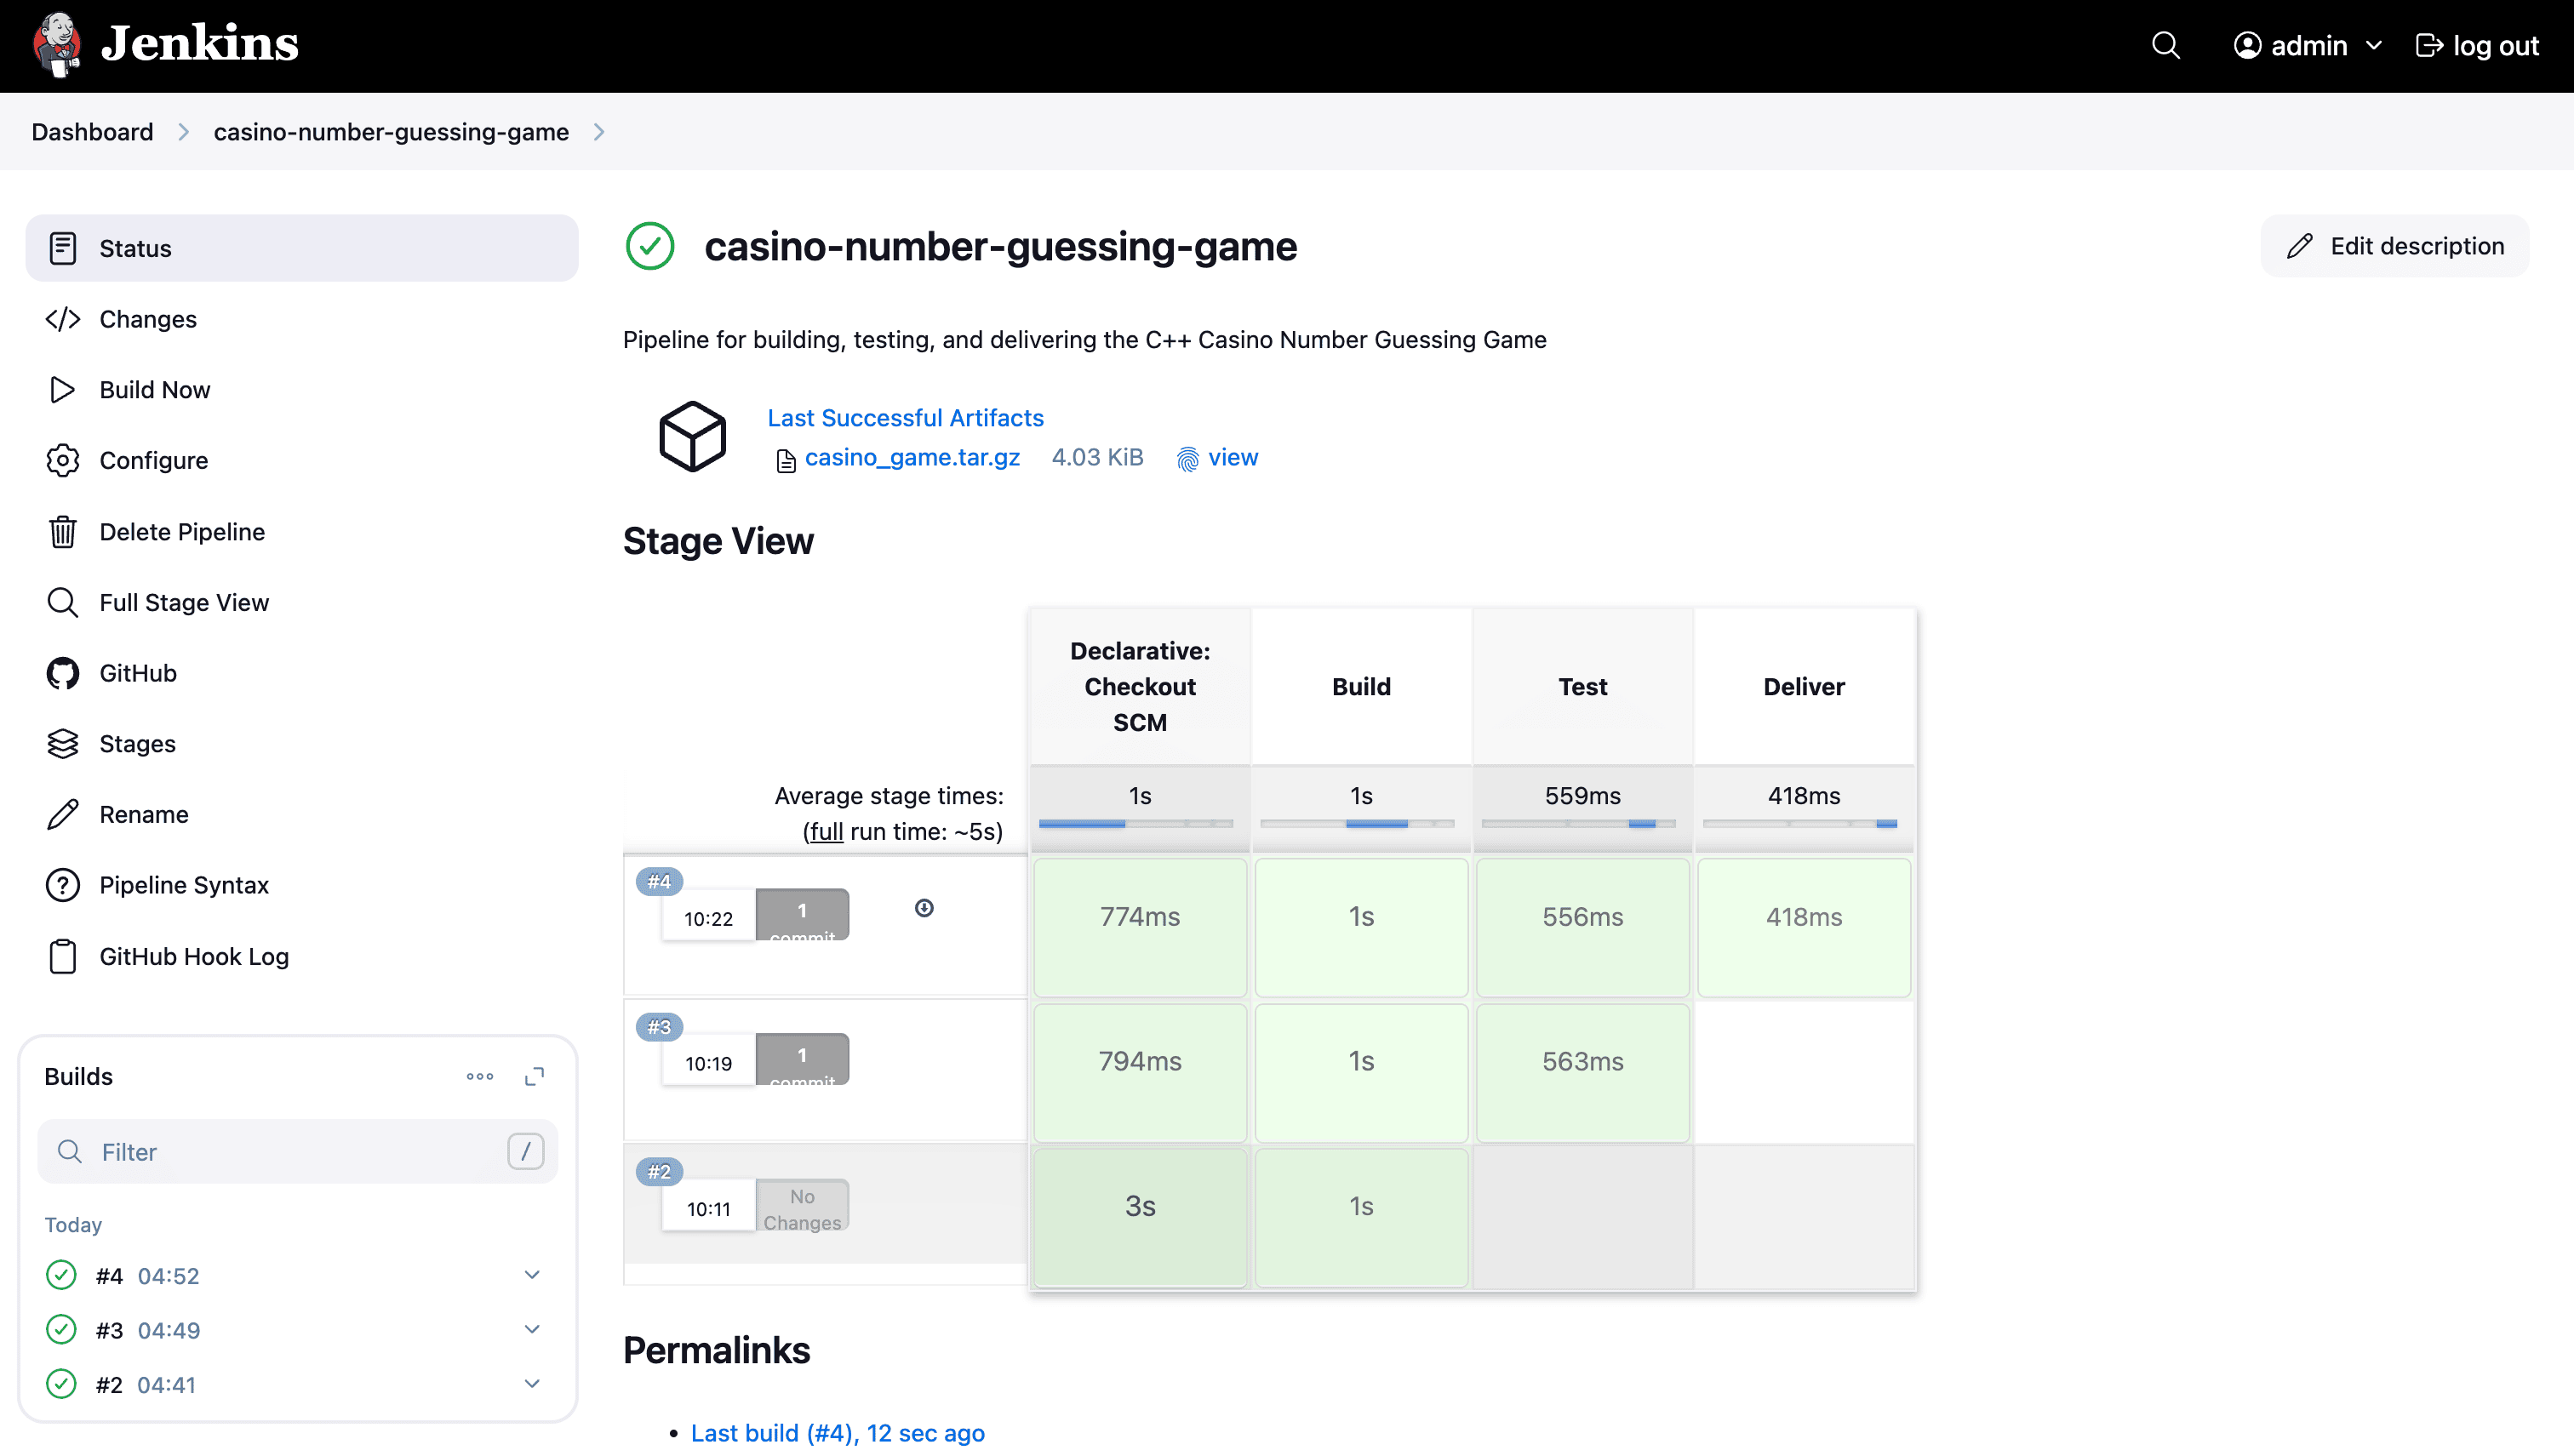 Jenkins
admin
log out
Dashboard
casino-number-guessing-game
Status
Changes
Build Now
Configure
Delete Pipeline
Full Stage View
GitHub
Stages
Rename
Pipeline Syntax
GitHub Hook Log
Builds
Filter
/
Today
#4 04:52
#3 04:49
#2 04:41
casino-number-guessing-game
Edit description
Pipeline for building, testing, and delivering the C++ Casino Number Guessing Game
Last Successful Artifacts
casino_game.tar.gz 4.03 KiB view
Stage View
Declarative:
Checkout
SCM
Build
Test
Deliver
Average stage times:
(full run time: ~5s)
1s
1s
559ms
418ms
#4
10:22
1
commit
774ms
1s
556ms
418ms
#3
10:19
1
commit
794ms
1s
563ms
#2
10:11
No
Changes
3s
1s
Permalinks
• Last build (#4), 12 sec ago